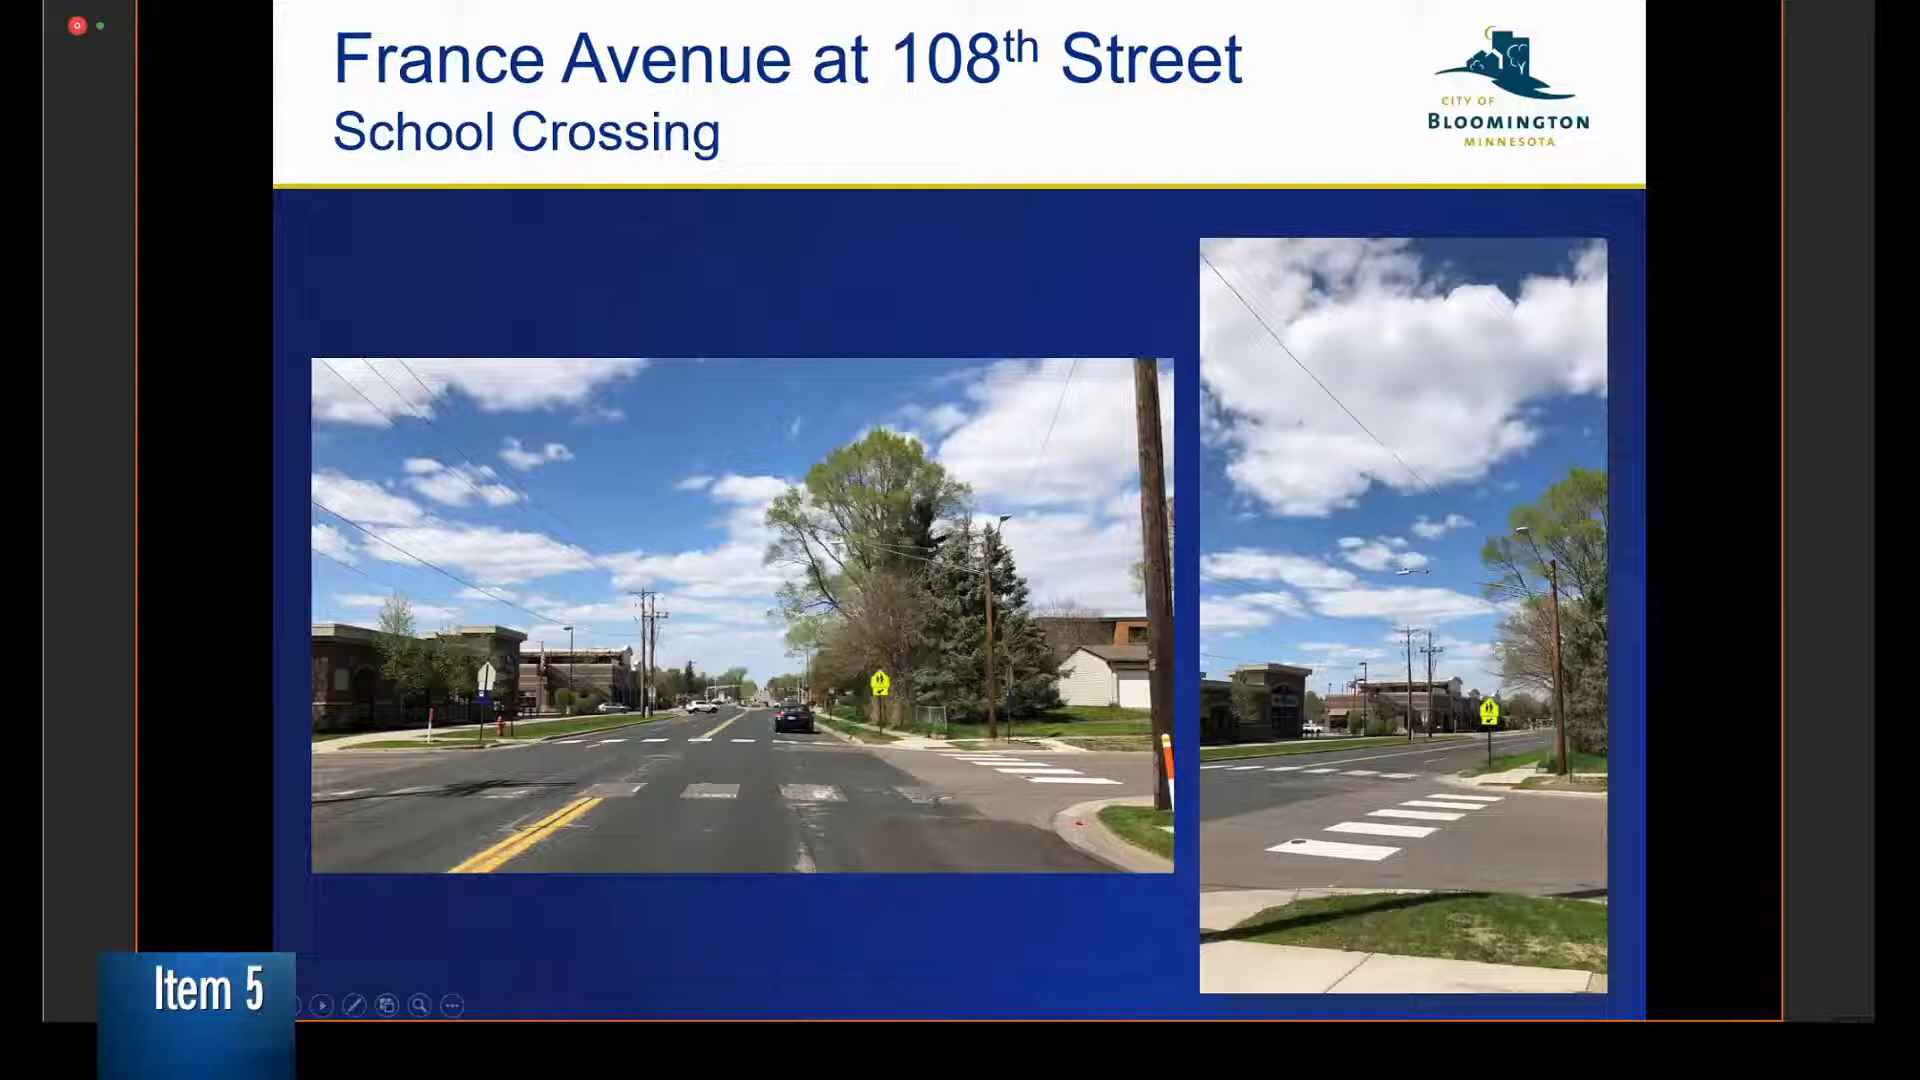 France Avenue at 108th Street
School Crossing
CITY OF
BLOOMINGTON
MINNESOTA
Item 5